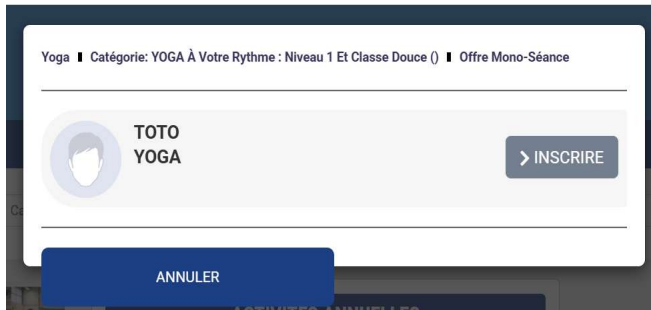 Yoga ▪ Catégorie: YOGA À Votre Rythme : Niveau 1 Et Classe Douce () ▪ Offre Mono-Séance
TOTO
YOGA
INSCRIRE
ANNULER